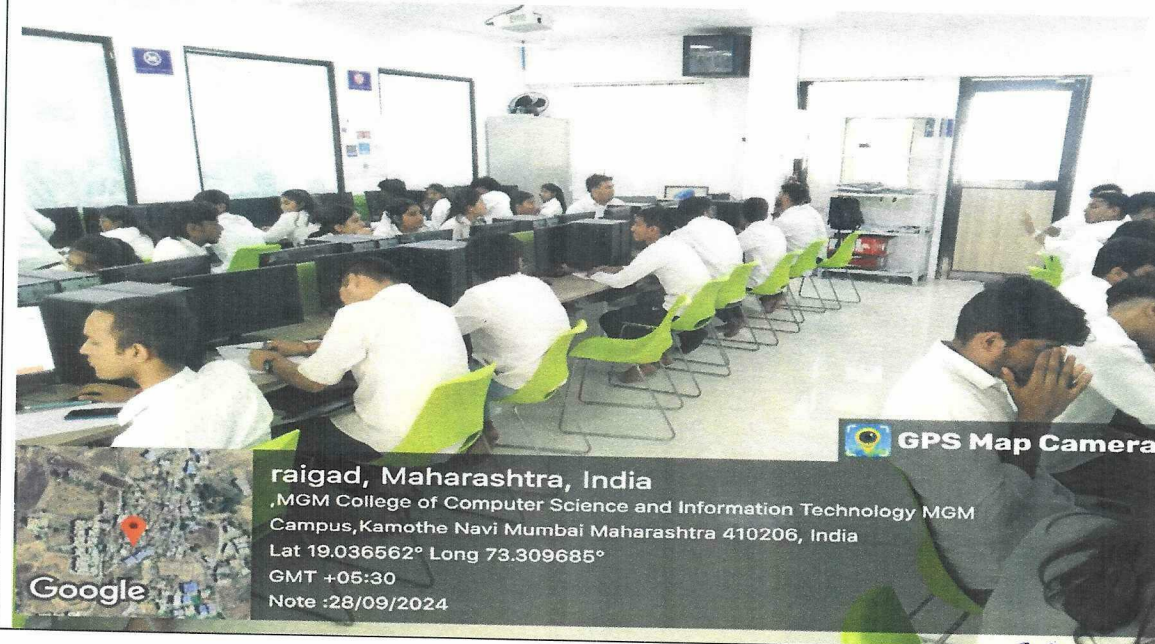 GPS Map Camera
raigad, Maharashtra, India
,MGM College of Computer Science and Information Technology MGM
Campus,Kamothe Navi Mumbai Maharashtra 410206, India
Lat 19.036562° Long 73.309685°
GMT +05:30
Note :28/09/2024
Google